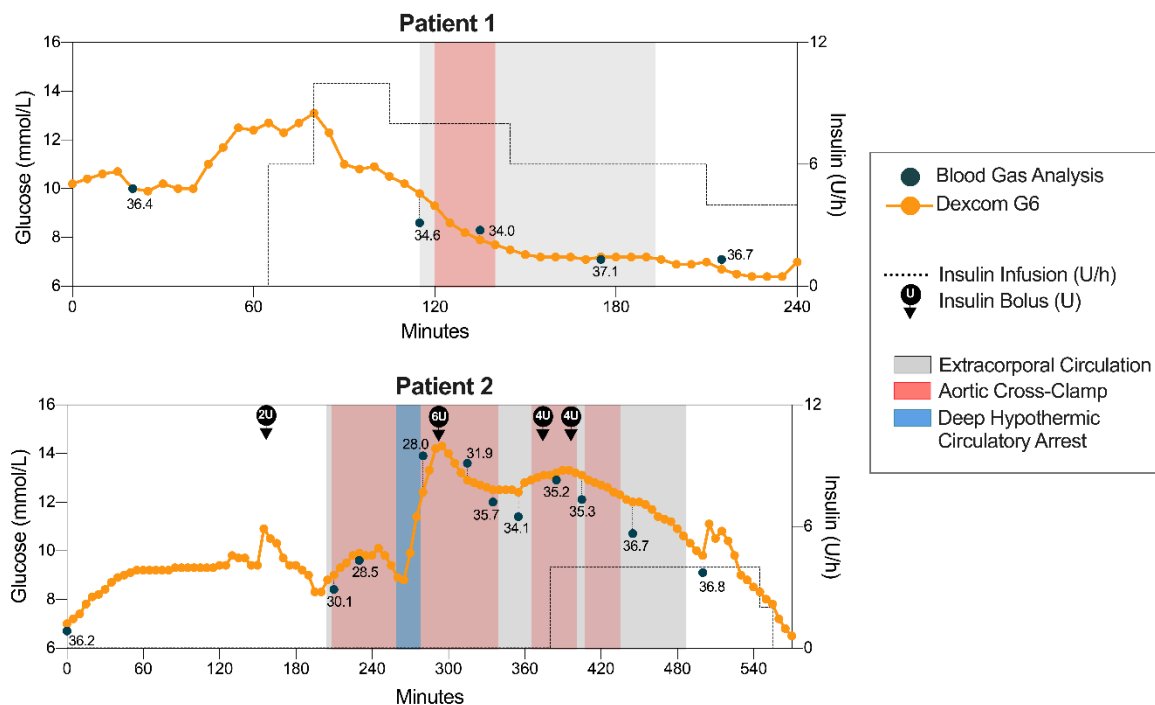 Patient 1
16
14
12
10
8
6
Glucose (mmol/L)
36.4
34.6
34.0
37.1
36.7
12
6
0
Insulin (U/h)
0
60
120
180
240
Minutes
Patient 2
16
14
12
10
8
6
Glucose (mmol/L)
2U
6U
4U
4U
36.2
30.1
28.5
28.0
31.9
35.7
34.1
35.2
35.3
36.7
36.8
12
6
0
Insulin (U/h)
0
60
120
180
240
300
360
420
480
540
Minutes
Blood Gas Analysis
Dexcom G6
Insulin Infusion (U/h)
U
Insulin Bolus (U)
Extracorporal Circulation
Aortic Cross-Clamp
Deep Hypothermic
Circulatory Arrest